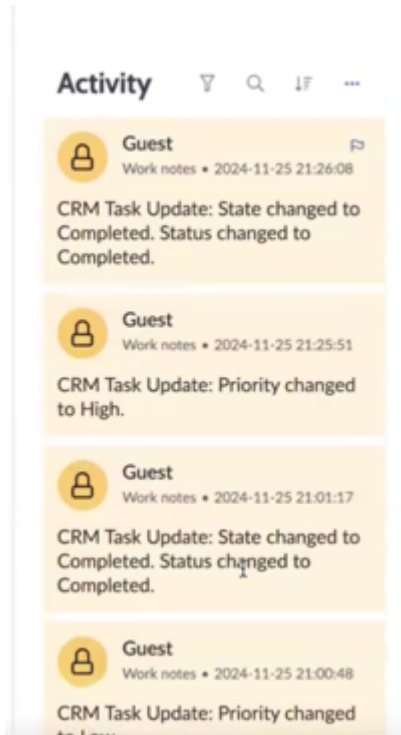 Activity
Guest
Work notes • 2024-11-25 21:26:08
CRM Task Update: State changed to
Completed. Status changed to
Completed.
Guest
Work notes • 2024-11-25 21:25:51
CRM Task Update: Priority changed
to High.
Guest
Work notes • 2024-11-25 21:01:17
CRM Task Update: State changed to
Completed. Status changed to
Completed.
Guest
Work notes • 2024-11-25 21:00:48
CRM Task Update: Priority changed